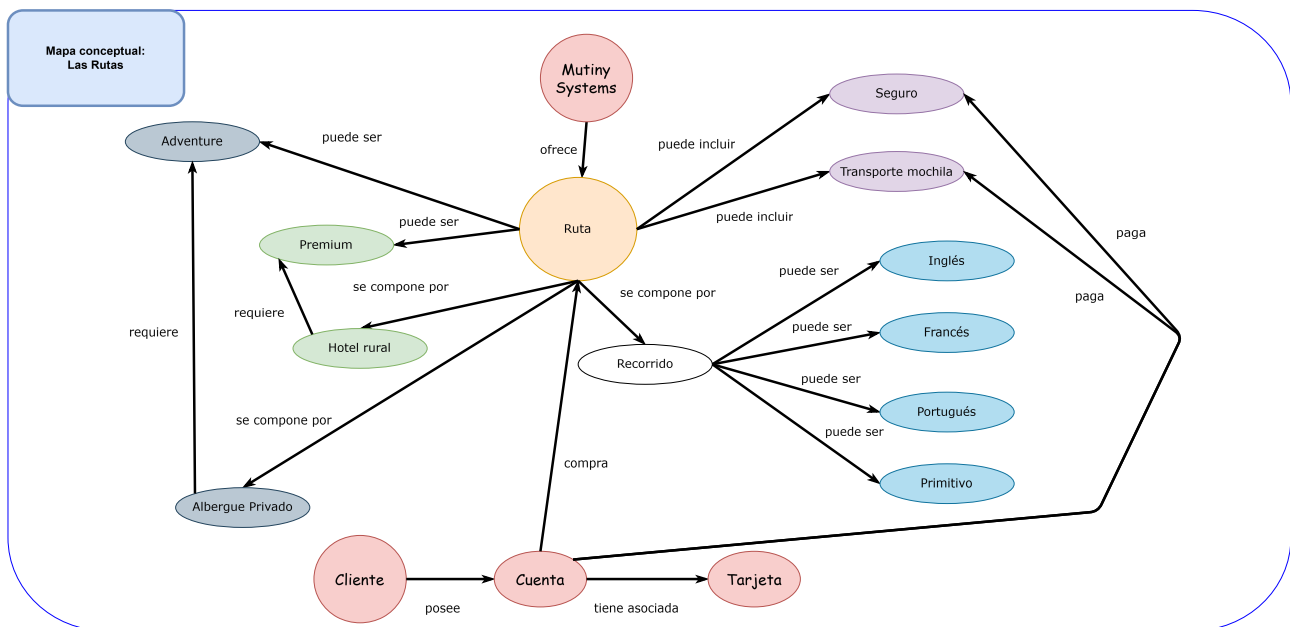 Mapa conceptual:
Las Rutas
Mutiny
Systems
Seguro
Adventure
puede ser
ofrece
puede incluir
Transporte mochila
puede incluir
puede ser
Ruta
Premium
paga
Inglés
puede ser
se compone por
se compone por
paga
requiere
requiere
Hotel rural
Recorrido
puede ser
Francés
puede ser
Portugués
se compone por
puede ser
compra
Primitivo
Albergue Privado
Cliente
posee
Cuenta
tiene asociada
Tarjeta